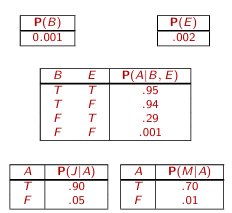 P(B) P(E)
0.001 .002
B E P(A|B, E)
T T .95
T F .94
F T .29
F F .001
A P(J|A) A P(M|A)
T .90 T .70
F .05 F .01